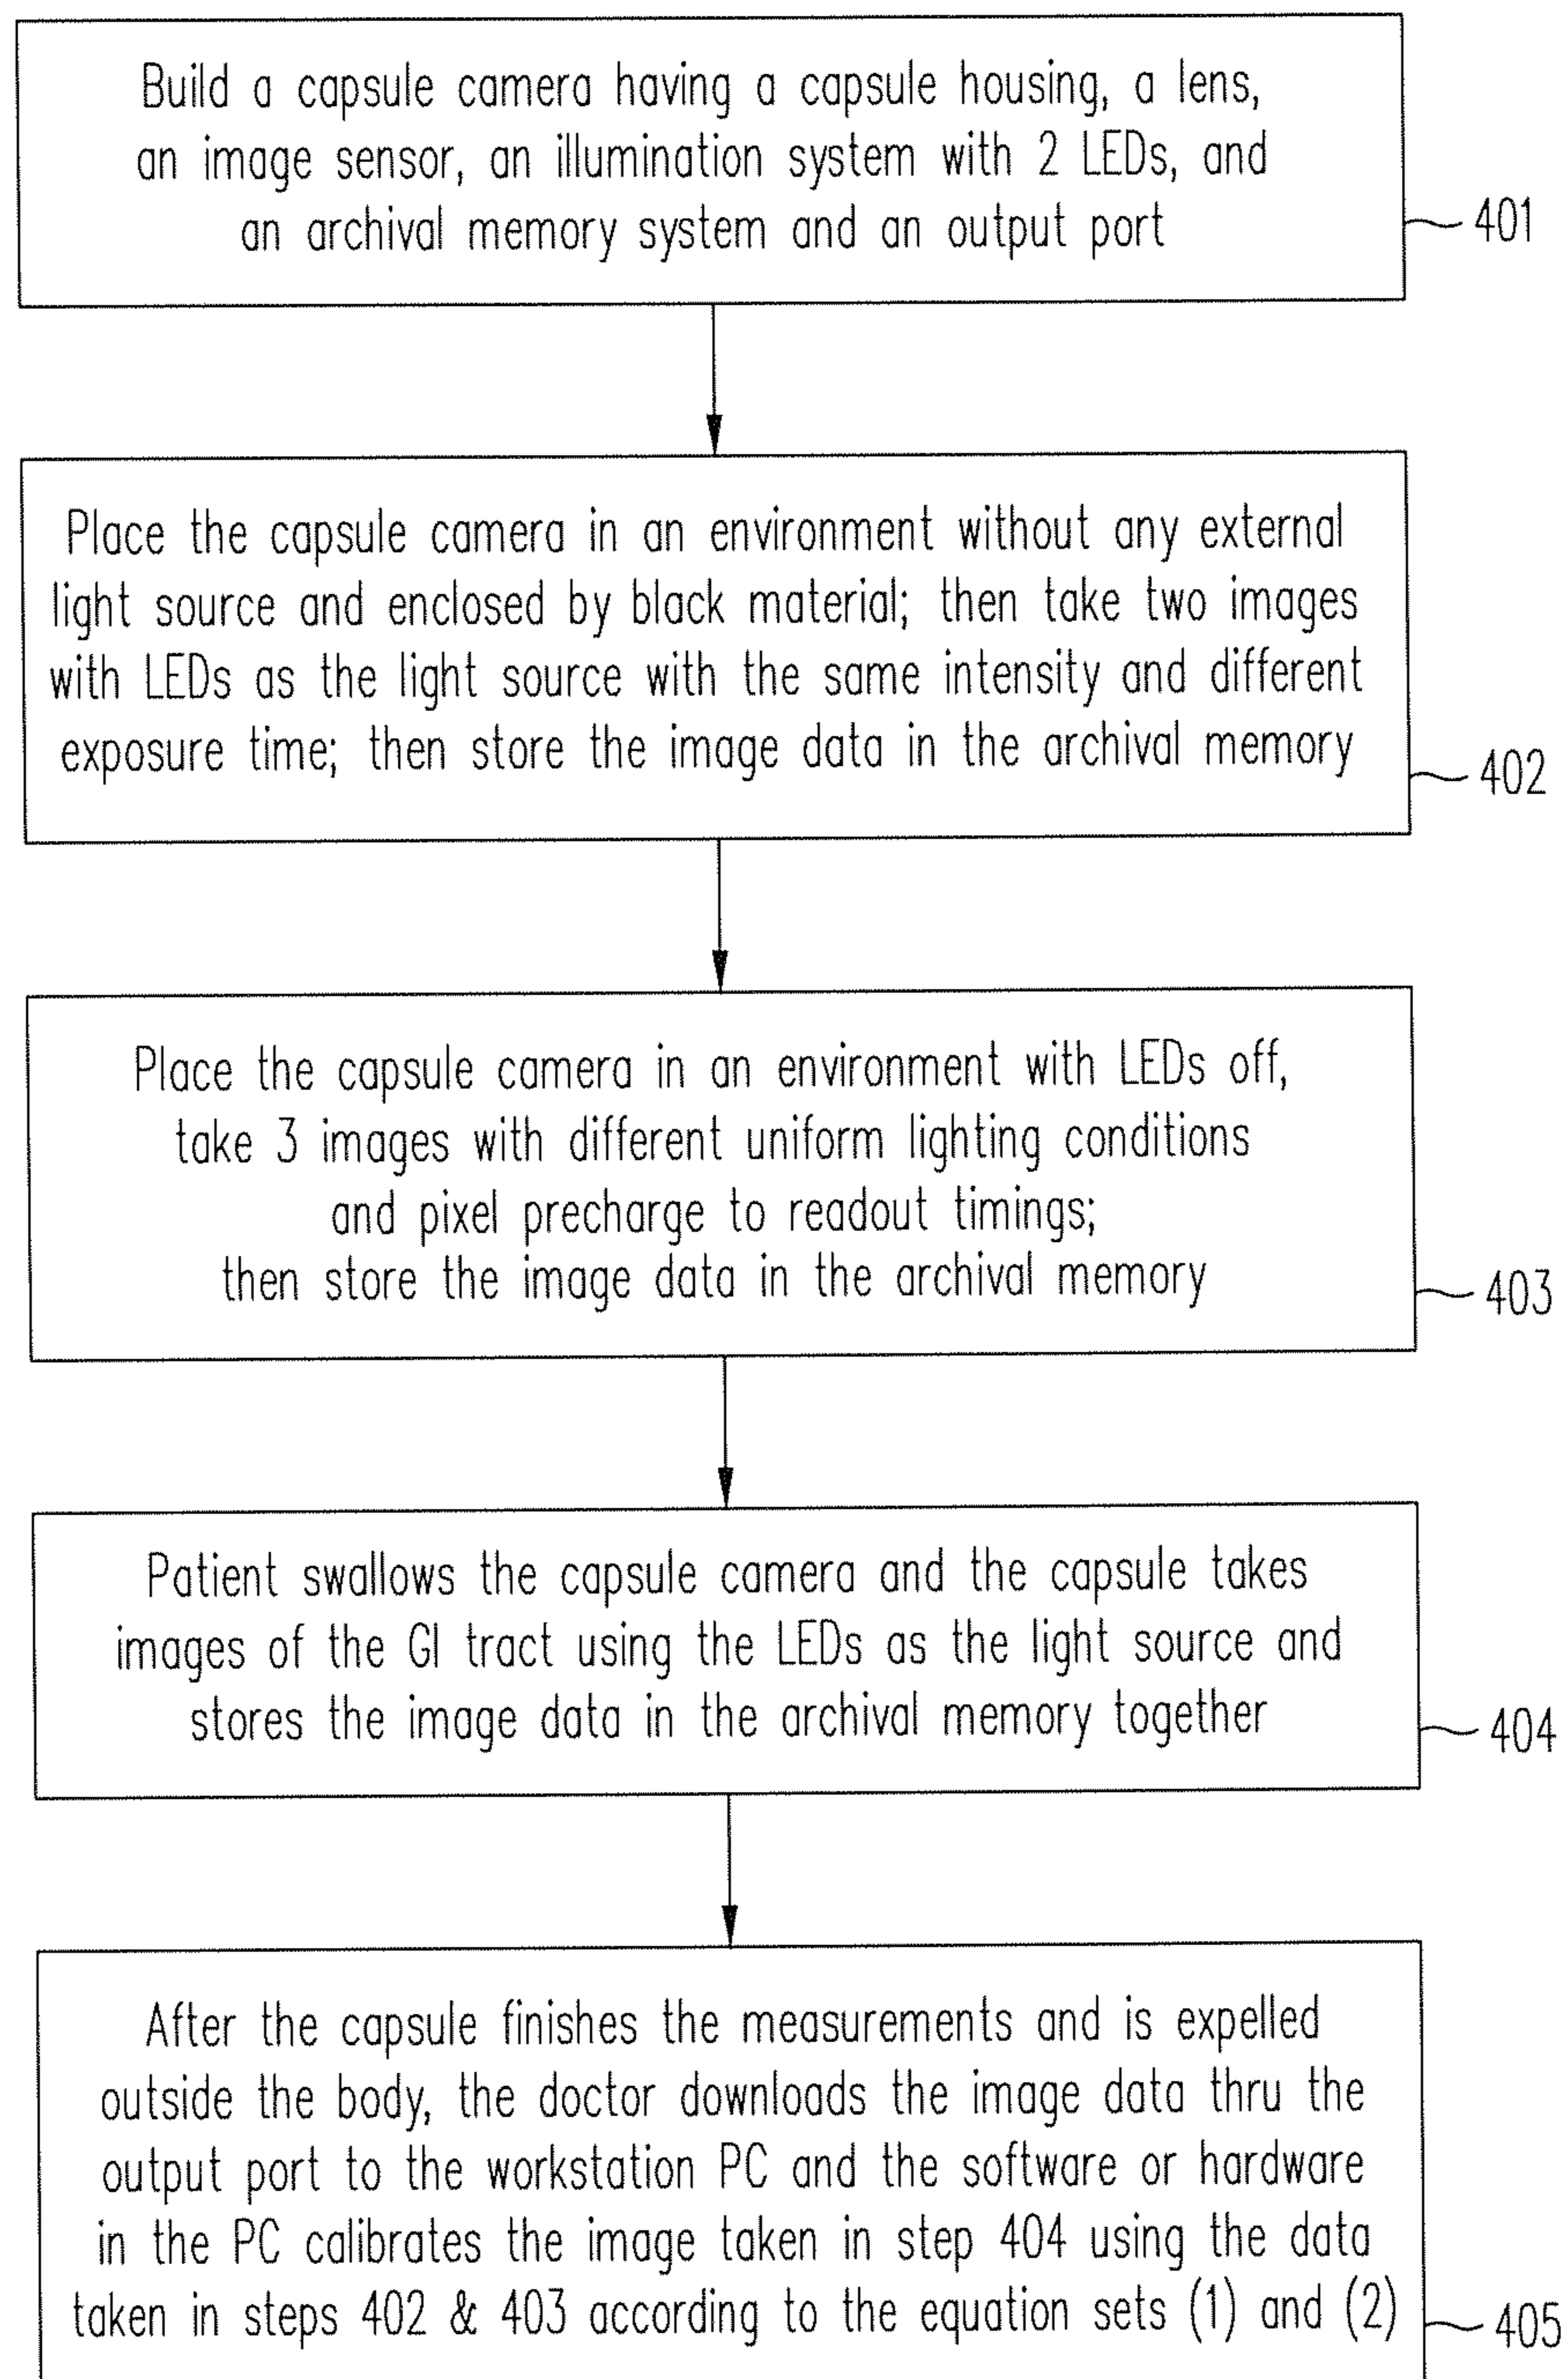 Build a capsule camera having a capsule housing, a lens,
an image sensor, an illumination system with 2 LEDs, and
an archival memory system and an output port
401
Place the capsule camera in an environment without any external
light source and enclosed by black material; then take two images
with LEDs as the light source with the same intensity and different
exposure time; then store the image data in the archival memory
402
Place the capsule camera in an environment with LEDs off,
take 3 images with different uniform lighting conditions
and pixel precharge to readout timings;
then store the image data in the archival memory
403
Patient swallows the capsule camera and the capsule takes
images of the GI tract using the LEDs as the light source and
stores the image data in the archival memory together
404
After the capsule finishes the measurements and is expelled
outside the body, the doctor downloads the image data thru the
output port to the workstation PC and the software or hardware
in the PC calibrates the image taken in step 404 using the data
taken in steps 402 & 403 according to the equation sets (1) and (2)
405